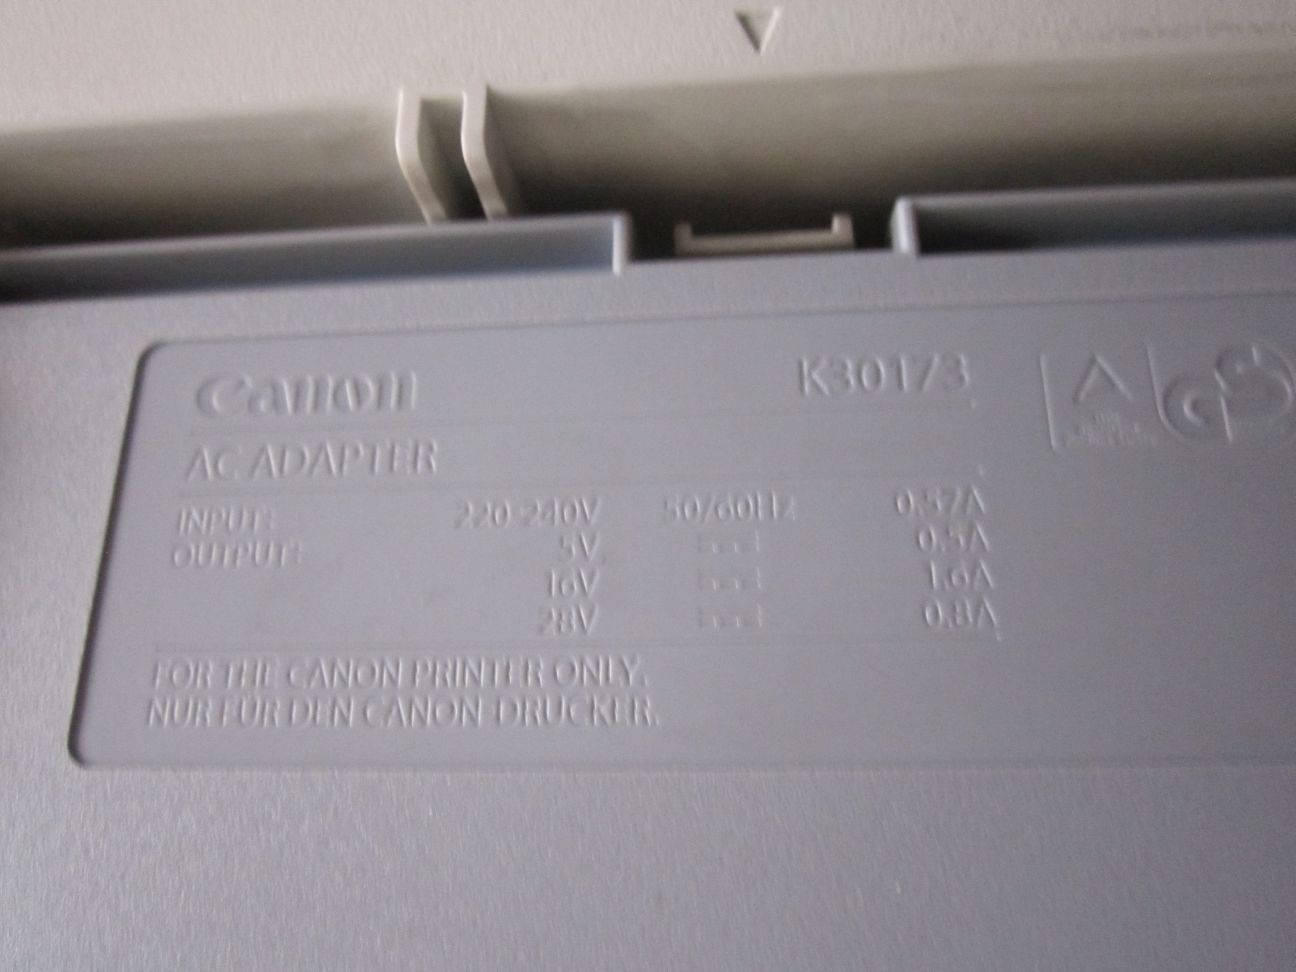 Canon K30173
AC ADAPTER
INPUT: 220-240V 50/60Hz 0.57A
OUTPUT: 5V 0.5A
16V 1.6A
28V 0.8A
FOR THE CANON PRINTER ONLY.
NUR FÜR DEN CANON-DRUCKER.
GS